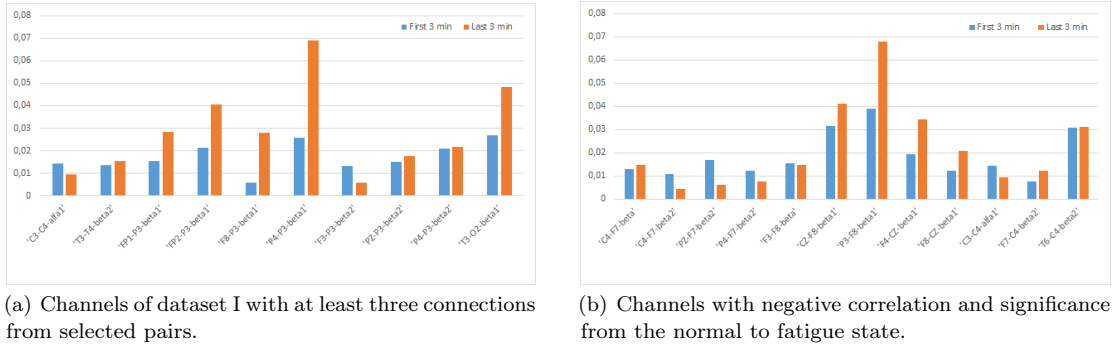 0,08
First 3 min Last 3 min
0,07
0,06
0,05
0,04
0,03
0,02
0,01
0
'C3-C4-alfa1'
'T3-T4-beta2'
'FP1-P3-beta1'
'FP2-P3-beta1'
'F8-P3-beta1'
'P4-P3-beta1'
'F3-P3-beta2'
'PZ-P3-beta2'
'P4-P3-beta2'
'T3-O2-beta1'
(a) Channels of dataset I with at least three connections
from selected pairs.
0,08
First 3 min Last 3 min
0,07
0,06
0,05
0,04
0,03
0,02
0,01
0
'C4-F7-beta'
'C4-F7-beta2'
'PZ-F7-beta2'
'P4-F7-beta2'
'F3-F8-beta'
'CZ-F8-beta1'
'P3-F8-beta1'
'F4-CZ-beta1'
'F8-CZ-beta1'
'C3-C4-alfa1'
'F7-C4-beta2'
'T6-C4-beta2'
(b) Channels with negative correlation and significance
from the normal to fatigue state.